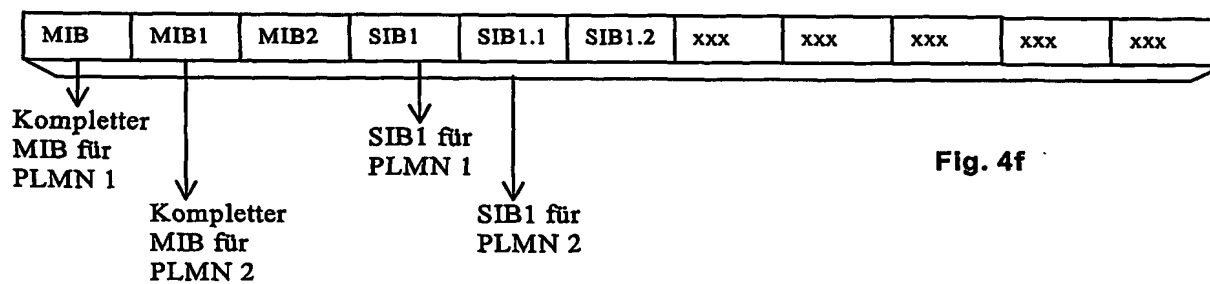 MIB MIB1 MIB2 SIB1 SIB1.1 SIB1.2 xxx xxx xxx xxx xxx
Kompletter
MIB für
PLMN 1
SIB1 für
PLMN 1
Fig. 4f
Kompletter
MIB für
PLMN 2
SIB1 für
PLMN 2